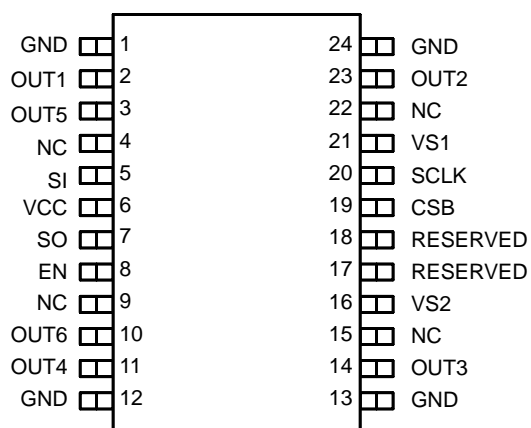 GND 1 24 GND
OUT1 2 23 OUT2
OUT5 3 22 NC
NC 4 21 VS1
SI 5 20 SCLK
VCC 6 19 CSB
SO 7 18 RESERVED
EN 8 17 RESERVED
NC 9 16 VS2
OUT6 10 15 NC
OUT4 11 14 OUT3
GND 12 13 GND